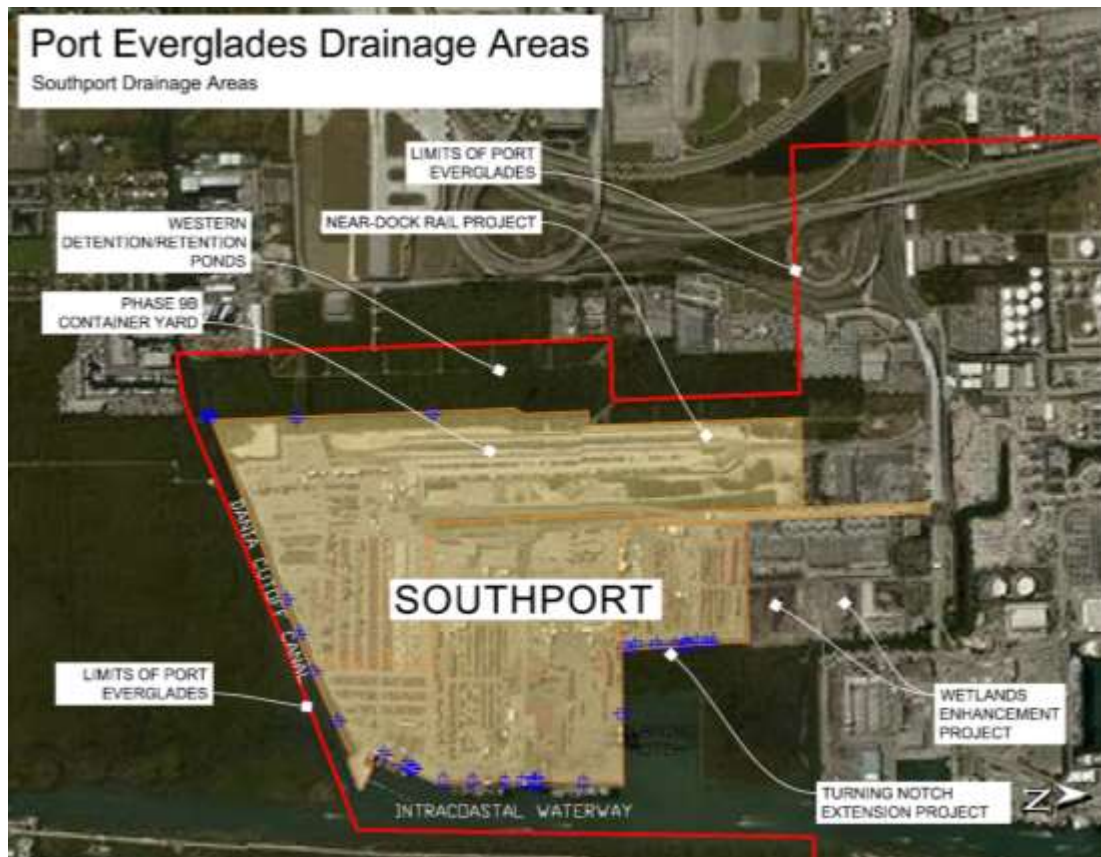 Port Everglades Drainage Areas
Southport Drainage Areas
LIMITS OF PORT
EVERGLADES
NEAR-DOCK RAIL PROJECT
WESTERN
DETENTION/RETENTION
PONDS
PHASE 9B
CONTAINER YARD
DANIA CUTOFF CANAL
SOUTHPORT
LIMITS OF PORT
EVERGLADES
WETLANDS
ENHANCEMENT
PROJECT
TURNING NOTCH
EXTENSION PROJECT
INTRACOASTAL WATERWAY
N